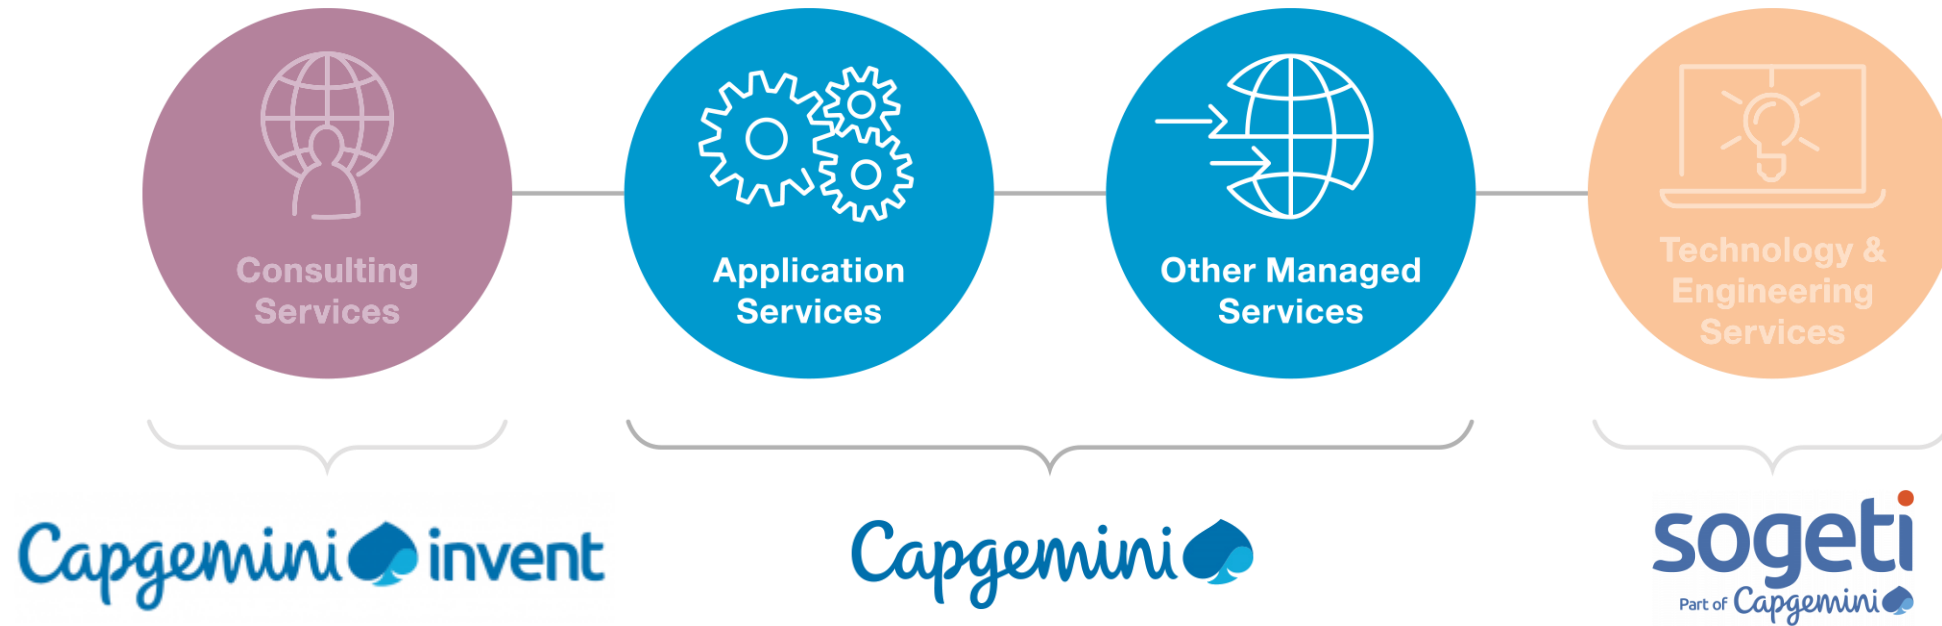 Consulting
Services
Application
Services
Other Managed
Services
Technology &
Engineering
Services
Capgemini invent
Capgemini
sogeti
Part of Capgemini